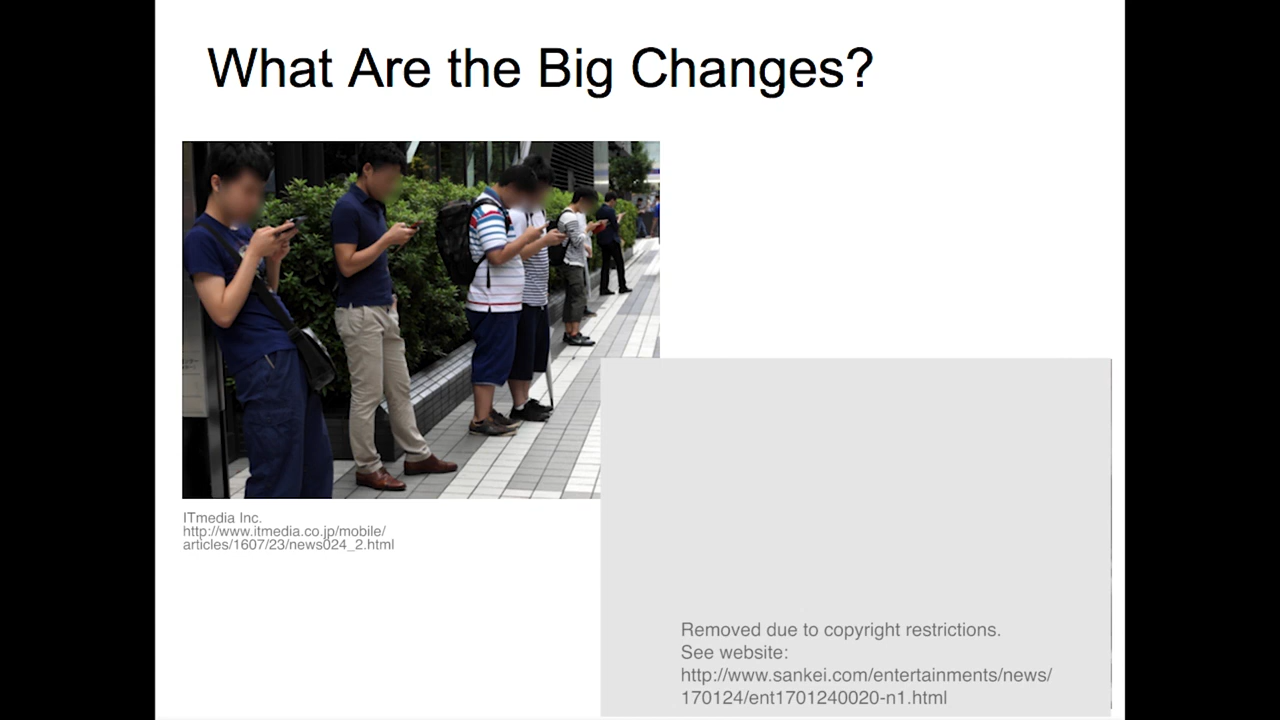 What Are the Big Changes?
ITmedia Inc.
http://www.itmedia.co.jp/mobile/
articles/1607/23/news024_2.html
Removed due to copyright restrictions.
See website:
http://www.sankei.com/entertainments/news/
170124/ent1701240020-n1.html